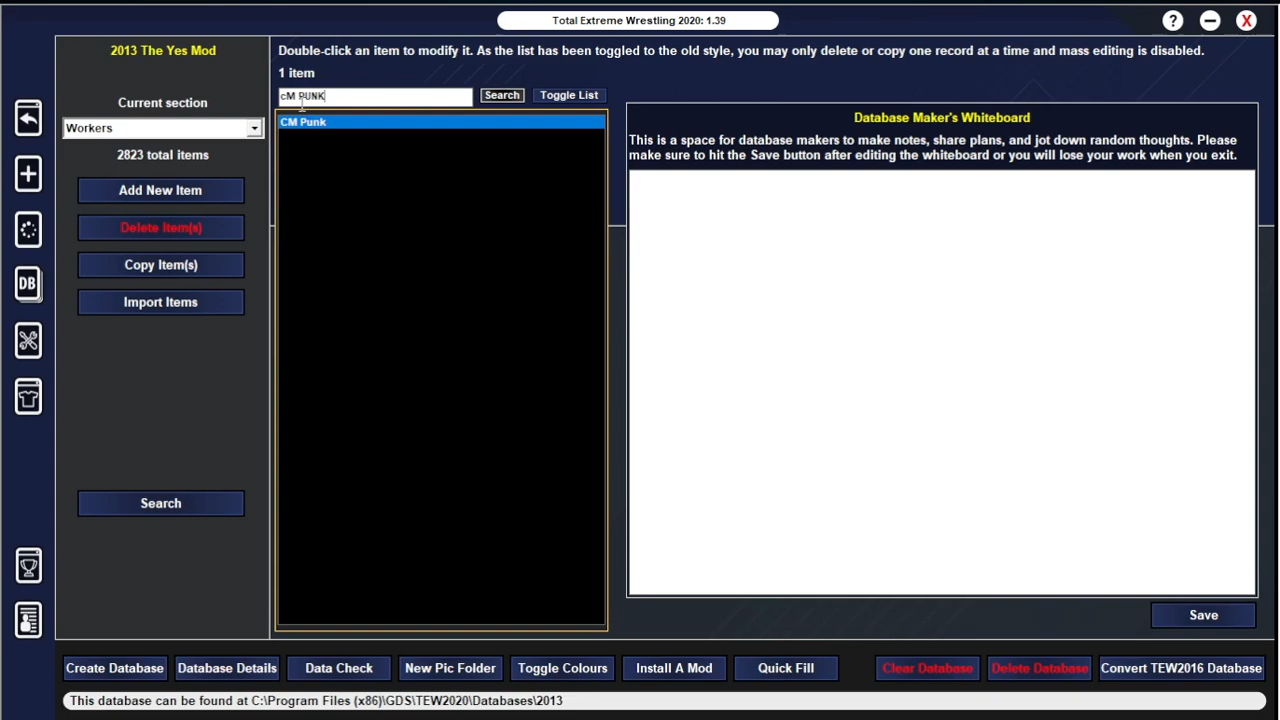 Total Extreme Wrestling 2020: 1.39
? X
2013 The Yes Mod
Double-click an item to modify it. As the list has been toggled to the old style, you may only delete or copy one record at a time and mass editing is disabled.
1 item
Current section
cM PUNK
Search
Toggle List
Workers
CM Punk
2823 total items
Add New Item
Delete Item(s)
Copy Item(s)
Import Items
DB
Search
Database Maker's Whiteboard
This is a space for database makers to make notes, share plans, and jot down random thoughts. Please
make sure to hit the Save button after editing the whiteboard or you will lose your work when you exit.
Save
Create Database
Database Details
Data Check
New Pic Folder
Toggle Colours
Install A Mod
Quick Fill
Clear Database
Delete Database
Convert TEW2016 Database
This database can be found at C:\Program Files (x86)\GDS\TEW2020\Databases\2013